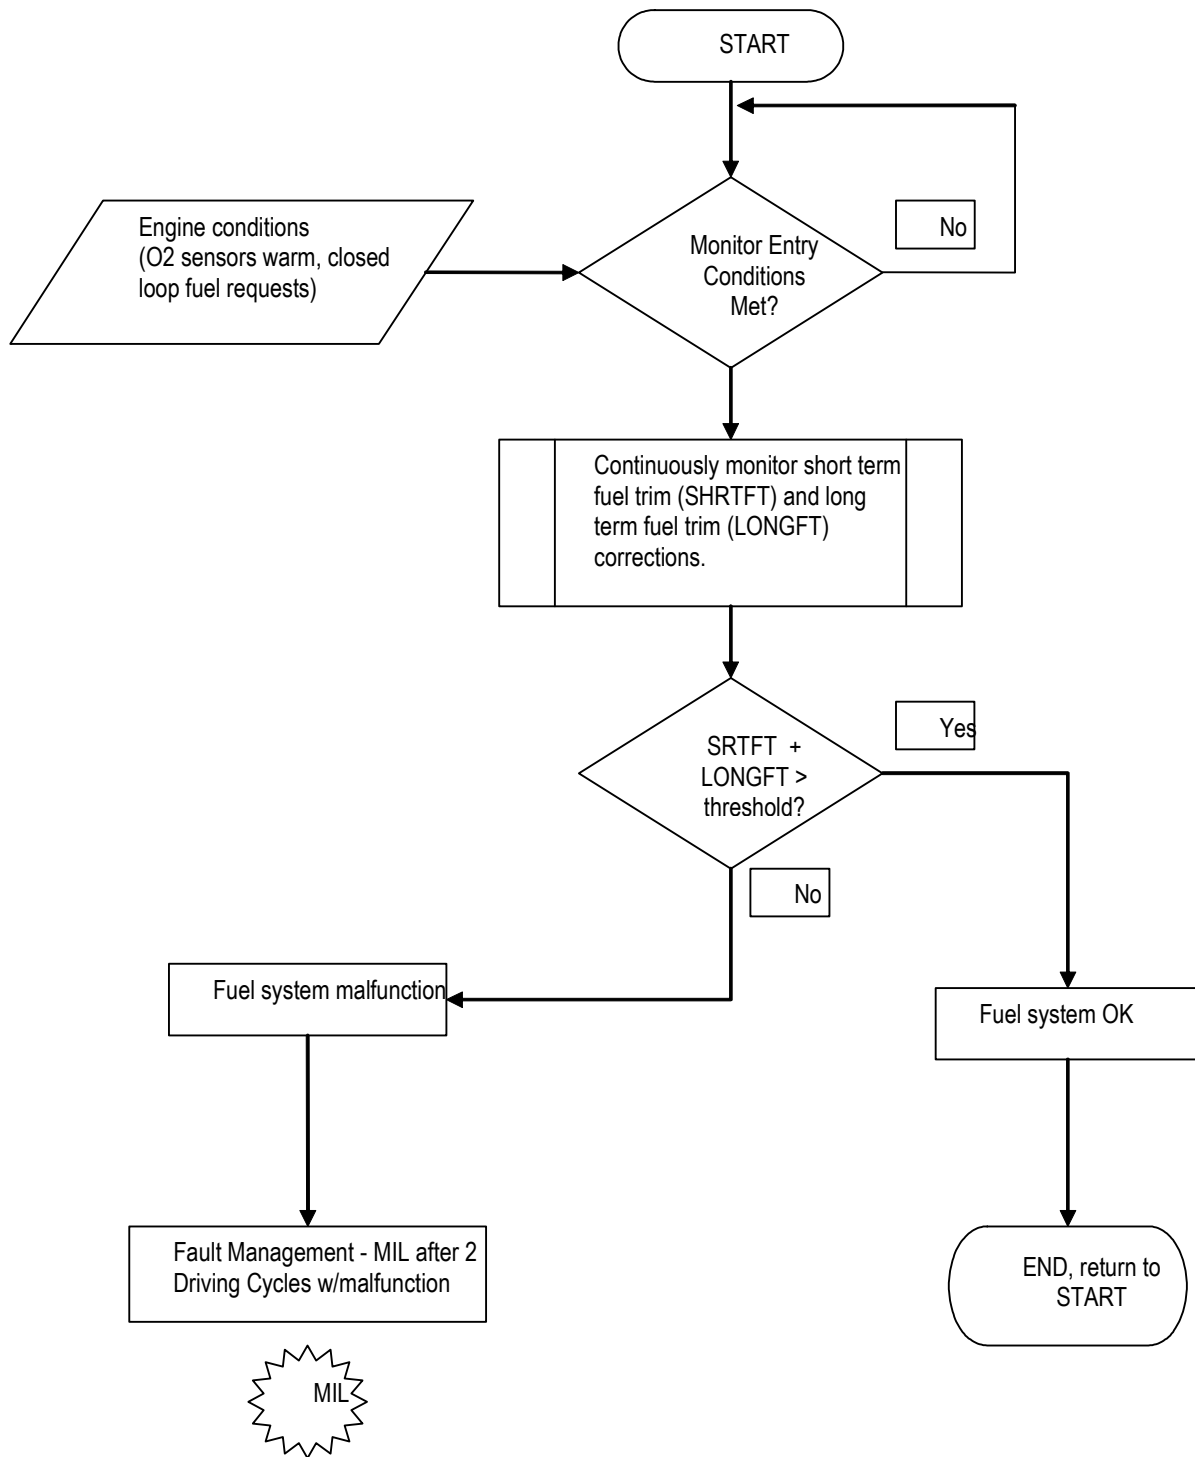 START
No
Engine conditions
(O2 sensors warm, closed
loop fuel requests)
Monitor Entry
Conditions
Met?
Continuously monitor short term
fuel trim (SHRTFT) and long
term fuel trim (LONGFT)
corrections.
Yes
SRTFT +
LONGFT >
threshold?
No
Fuel system malfunction
Fuel system OK
Fault Management - MIL after 2
Driving Cycles w/malfunction
END, return to
START
MIL